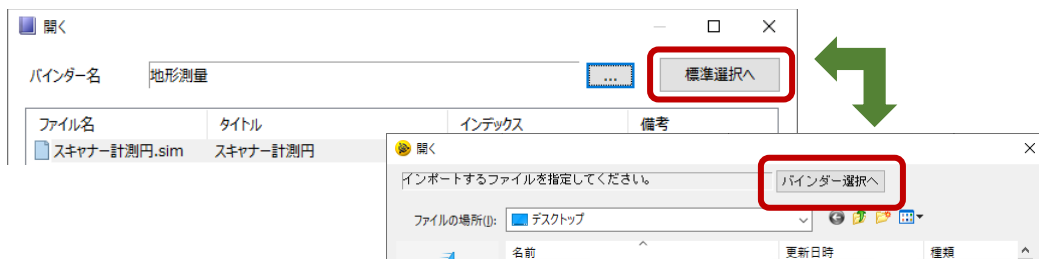 開く
バインダー名 地形測量 ... 標準選択へ
ファイル名 タイトル インデックス 備考
スキャナー計測円.sim スキャナー計測円
開く
インポートするファイルを指定してください。 バインダー選択へ
ファイルの場所(I): デスクトップ
名前 更新日時 種類